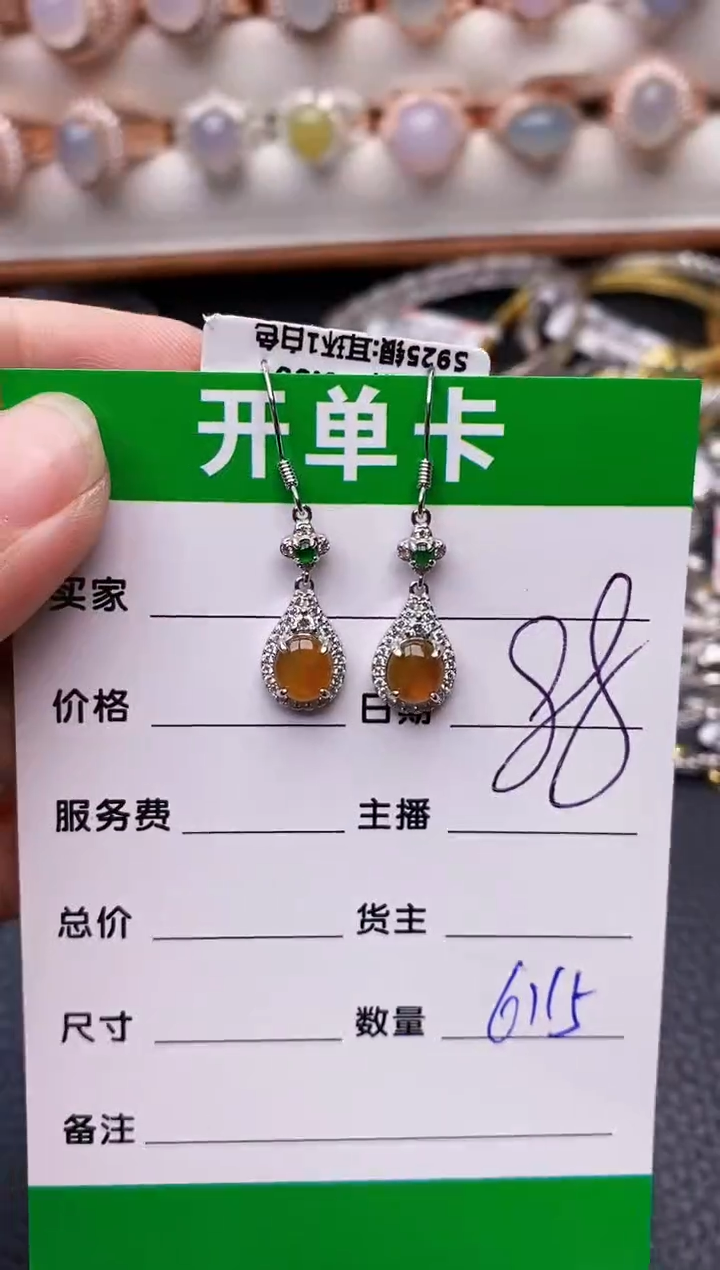 S925银:耳环1白色
开单卡
买家
88
价格 日期
服务费 主播
总价 货主
尺寸 数量 6115
备注